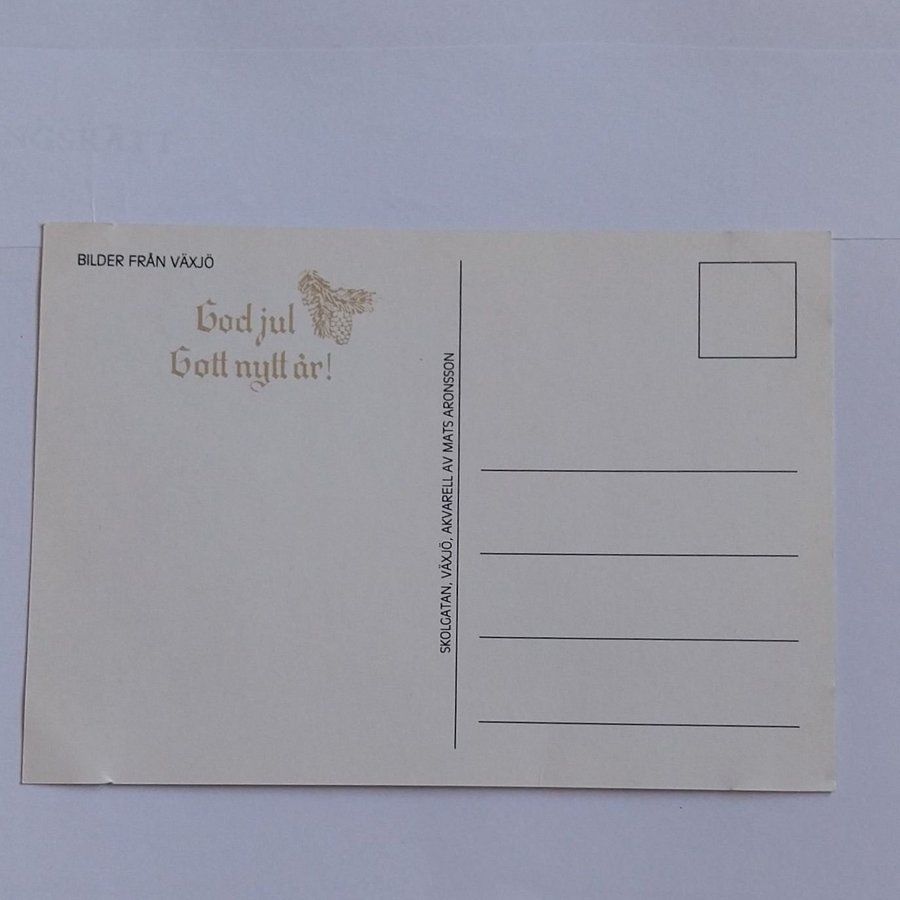 BILDER FRÅN VÄXJÖ
God jul
Gott nytt år!
SKOLGATAN, VÄXJÖ, AKVARELL AV MATS ARONSSON